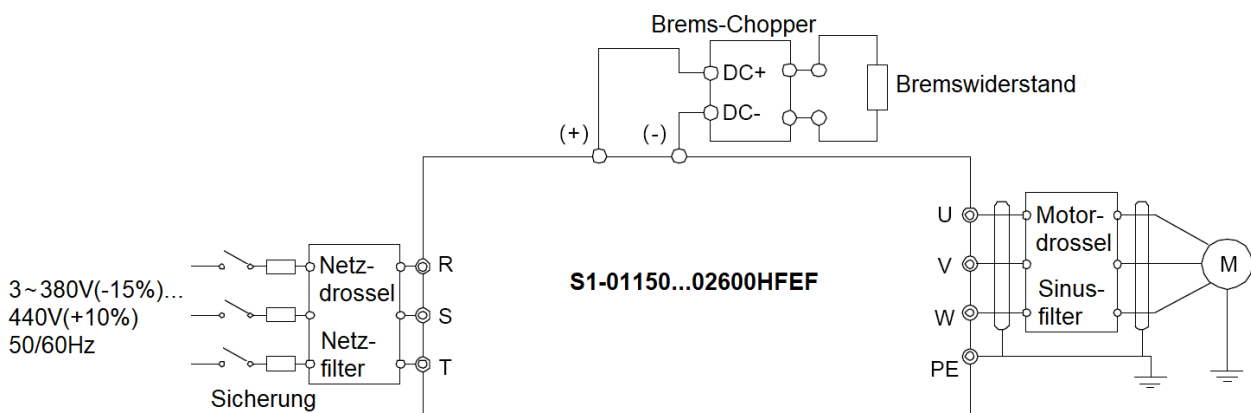 Brems-Chopper
DC+
DC-
Bremswiderstand
(+)
(-)
3~380V(-15%)...
440V(+10%)
50/60Hz
Sicherung
Netz-
drossel
Netz-
filter
R
S
T
S1-01150...02600HFEF
U
V
W
PE
Motor-
drossel
Sinus-
filter
M